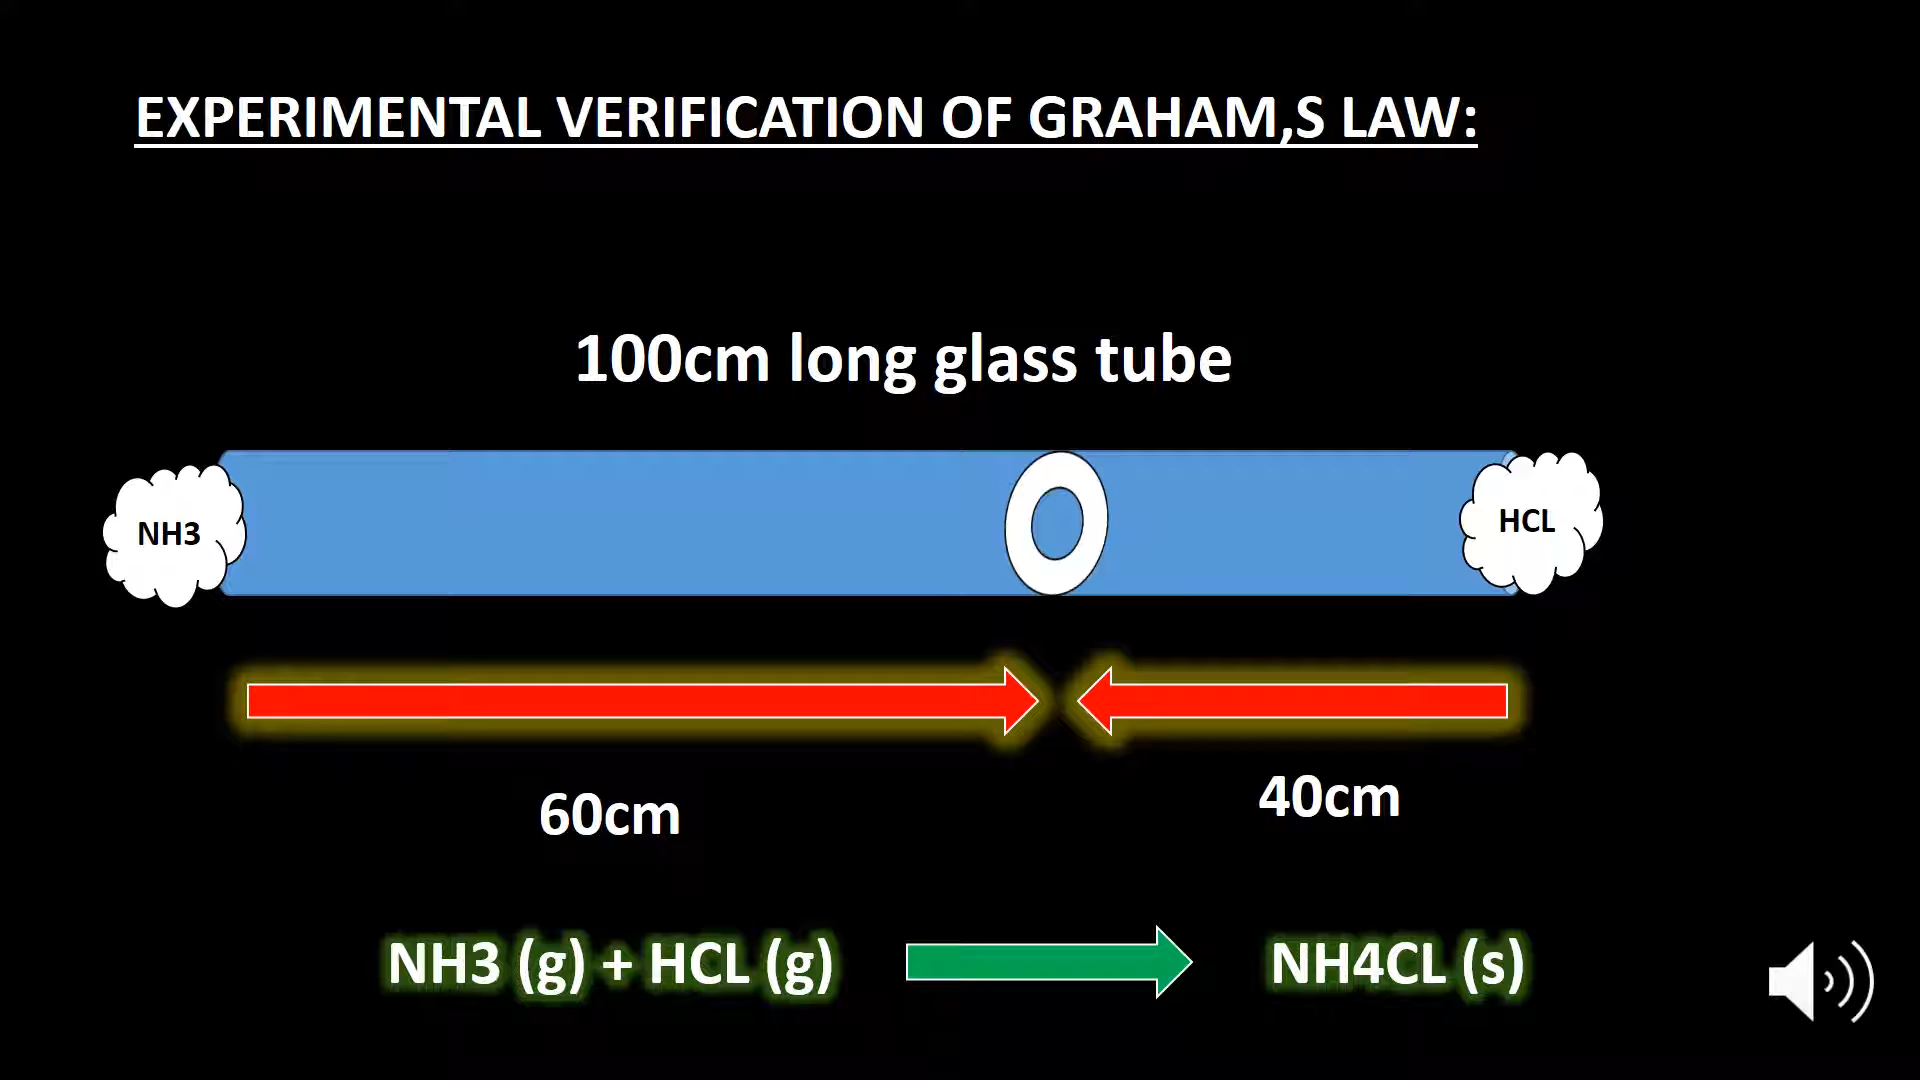 EXPERIMENTAL VERIFICATION OF GRAHAM,S LAW:
100cm long glass tube
NH3
HCL
60cm
40cm
NH3 (g) + HCL (g)
NH4CL (s)